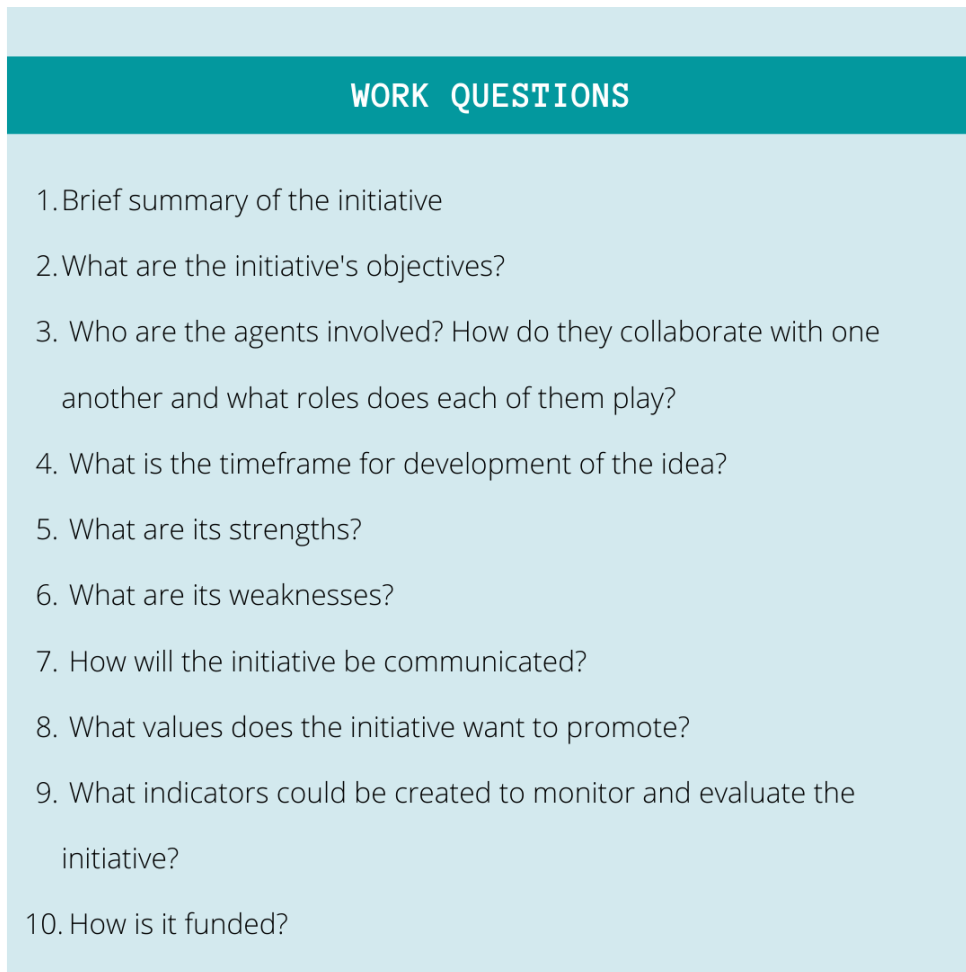 WORK QUESTIONS
1. Brief summary of the initiative
2. What are the initiative's objectives?
3. Who are the agents involved? How do they collaborate with one
another and what roles does each of them play?
4. What is the timeframe for development of the idea?
5. What are its strengths?
6. What are its weaknesses?
7. How will the initiative be communicated?
8. What values does the initiative want to promote?
9. What indicators could be created to monitor and evaluate the
initiative?
10. How is it funded?